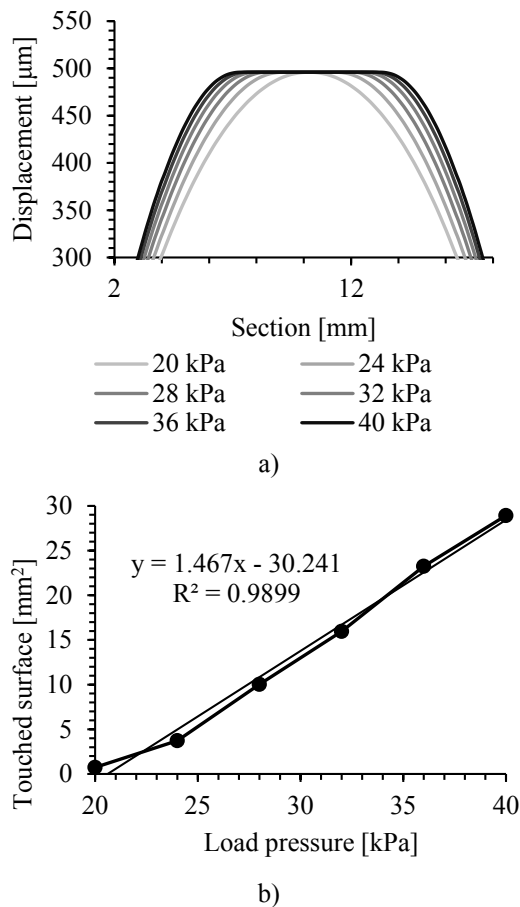 550
500
450
400
350
300
Displacement [µm]
2 12
Section [mm]
20 kPa 24 kPa
28 kPa 32 kPa
36 kPa 40 kPa
a)
30
25
20
15
10
5
0
Touched surface [mm²]
y = 1.467x - 30.241
R² = 0.9899
20 25 30 35 40
Load pressure [kPa]
b)